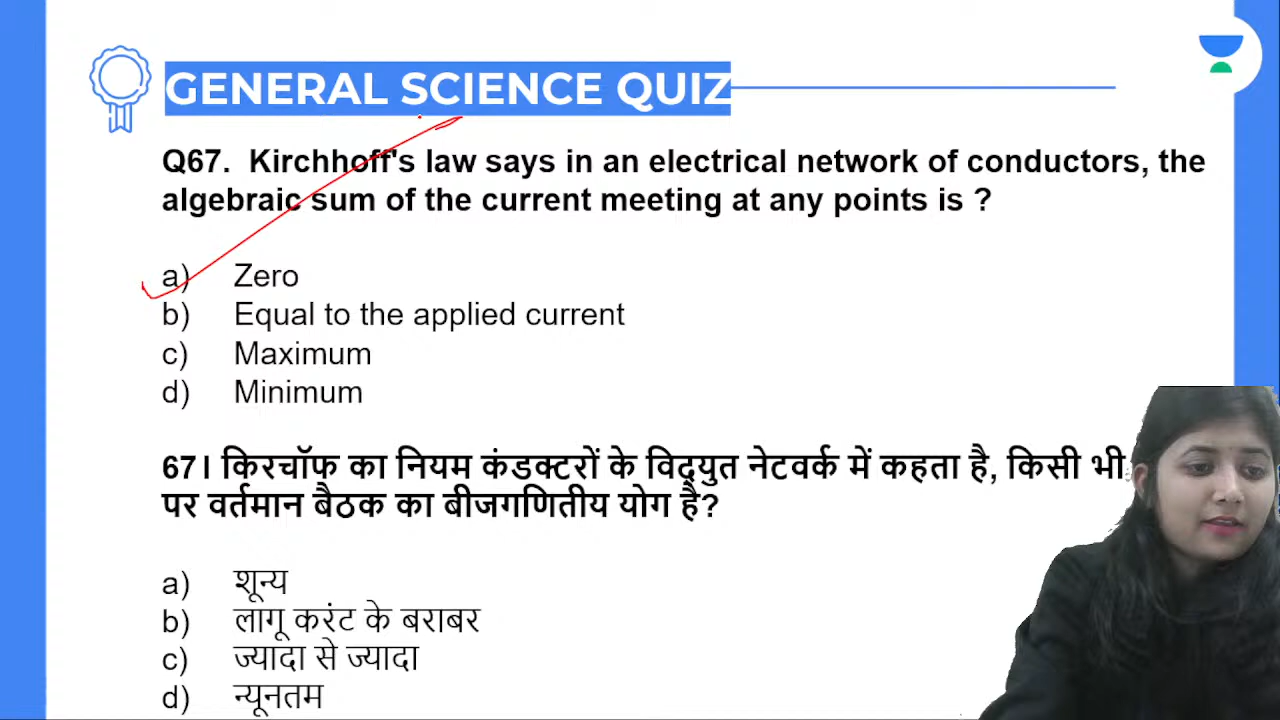 GENERAL SCIENCE QUIZ
Q67. Kirchhoff's law says in an electrical network of conductors, the
algebraic sum of the current meeting at any points is ?
a) Zero
b) Equal to the applied current
c) Maximum
d) Minimum
67। किरचॉफ का नियम कंडक्टरों के विद्युत नेटवर्क में कहता है, किसी भी
पर वर्तमान बैठक का बीजगणितीय योग है?
a) शून्य
b) लागू करंट के बराबर
c) ज्यादा से ज्यादा
d) न्यूनतम